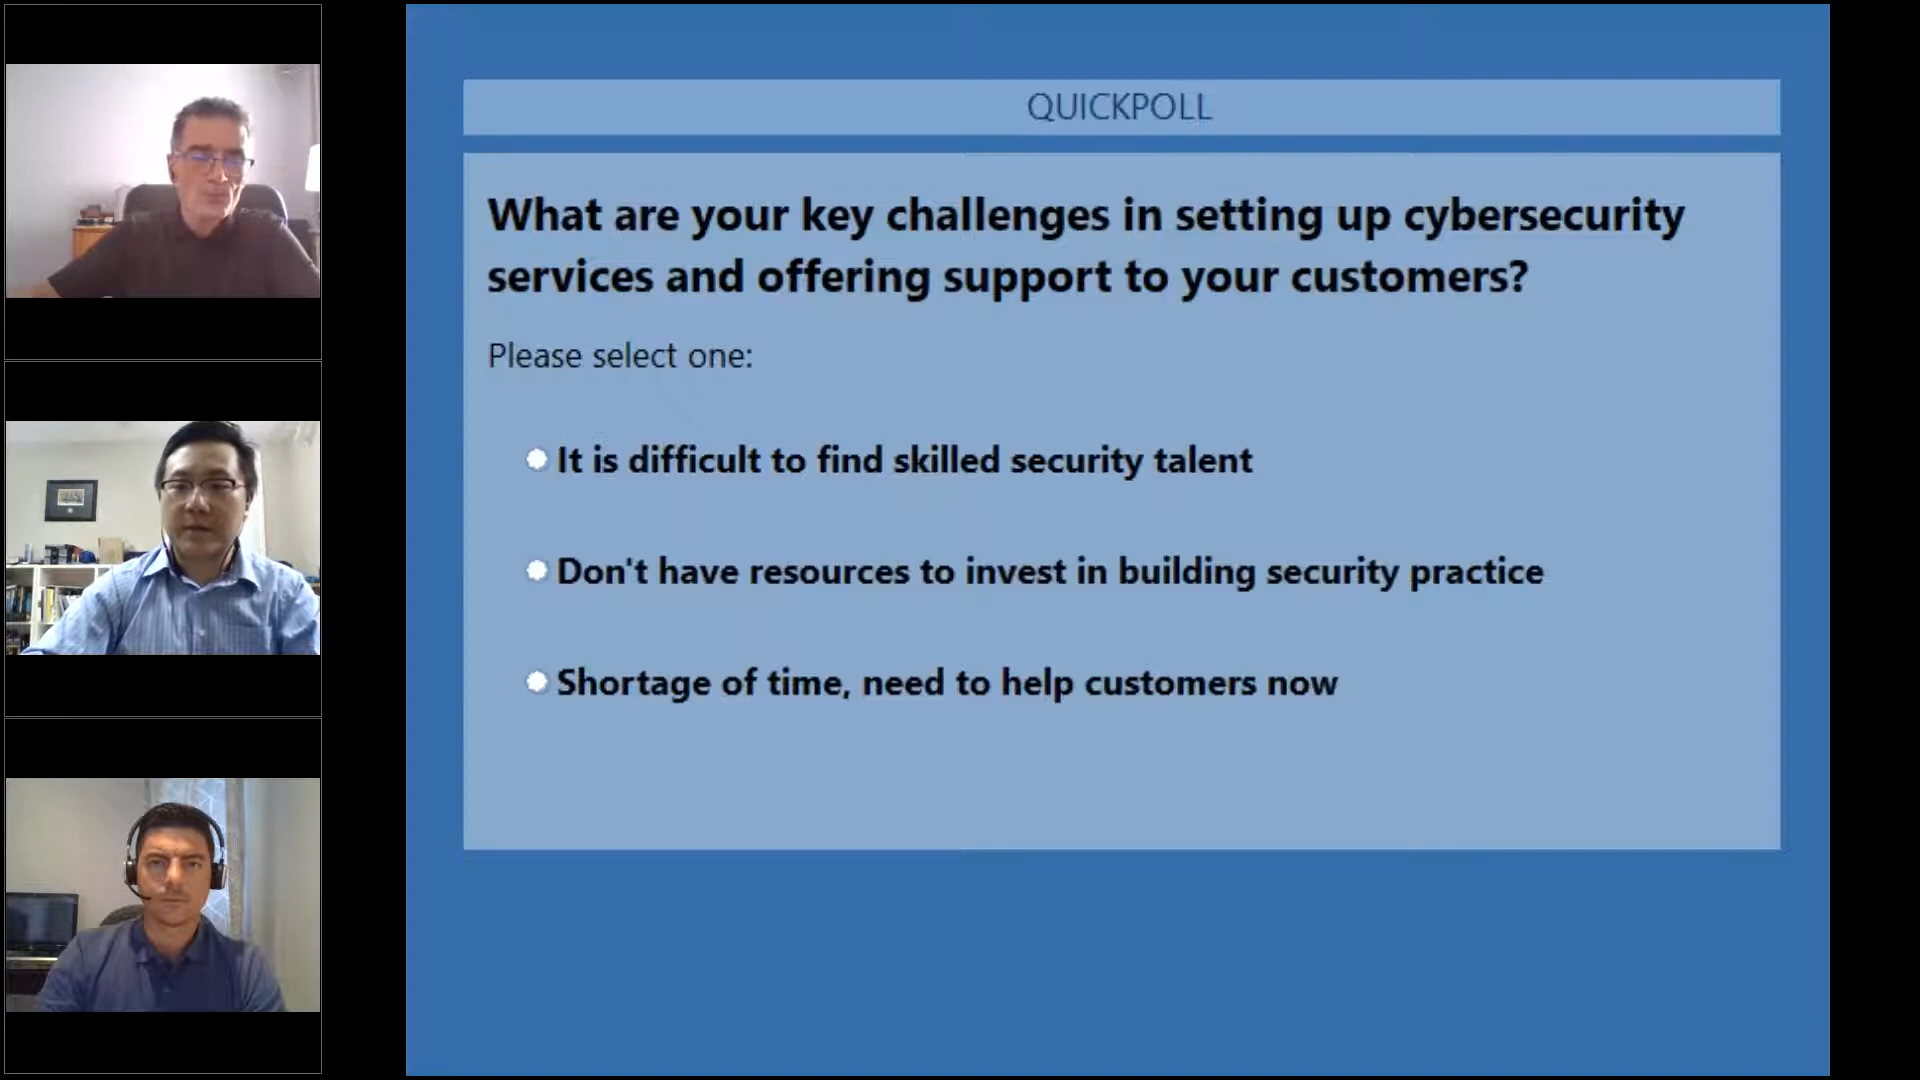 QUICKPOLL
What are your key challenges in setting up cybersecurity
services and offering support to your customers?
Please select one:
It is difficult to find skilled security talent
Don't have resources to invest in building security practice
Shortage of time, need to help customers now